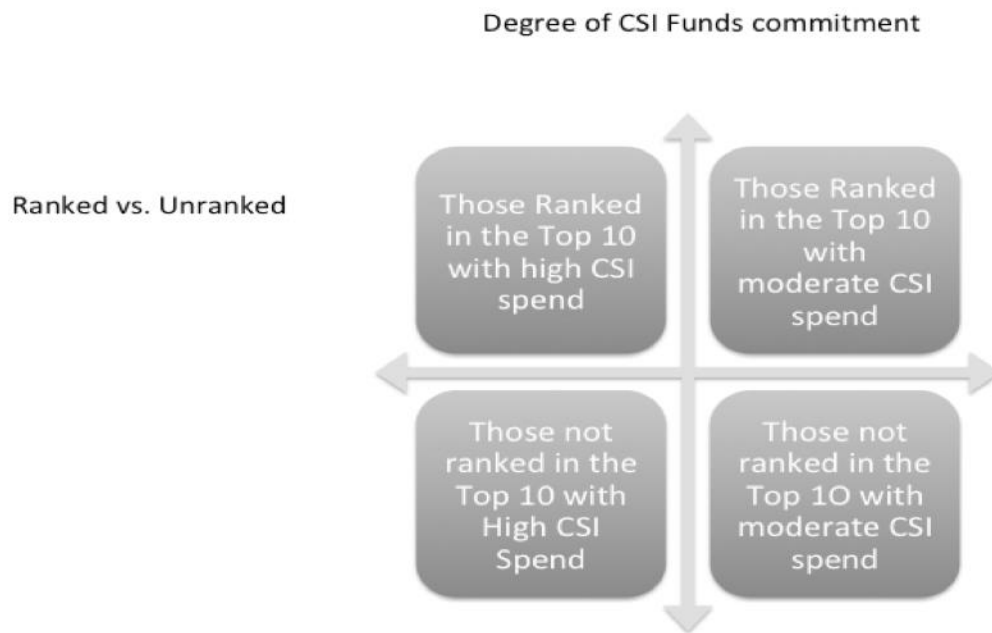 Degree of CSI Funds commitment
Ranked vs. Unranked
Those Ranked
in the Top 10
with high CSI
spend
Those Ranked
in the Top 10
with
moderate CSI
spend
Those not
ranked in the
Top 10 with
High CSI
Spend
Those not
ranked in the
Top 1O with
moderate CSI
spend